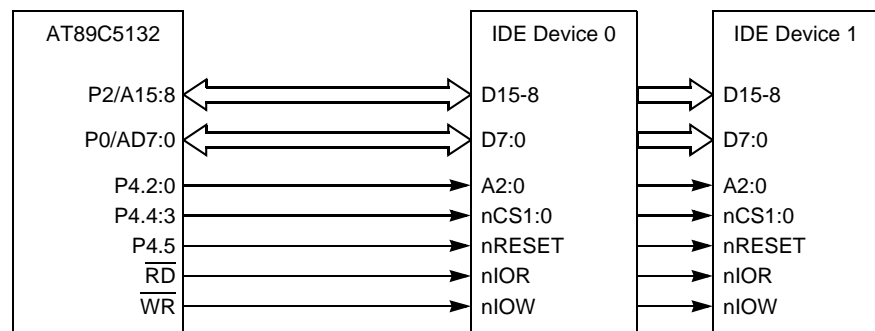 AT89C5132 IDE Device 0 IDE Device 1
P2/A15:8 D15-8 D15-8
P0/AD7:0 D7:0 D7:0
P4.2:0 A2:0 A2:0
P4.4:3 nCS1:0 nCS1:0
P4.5 nRESET nRESET
RD nIOR nIOR
WR nIOW nIOW